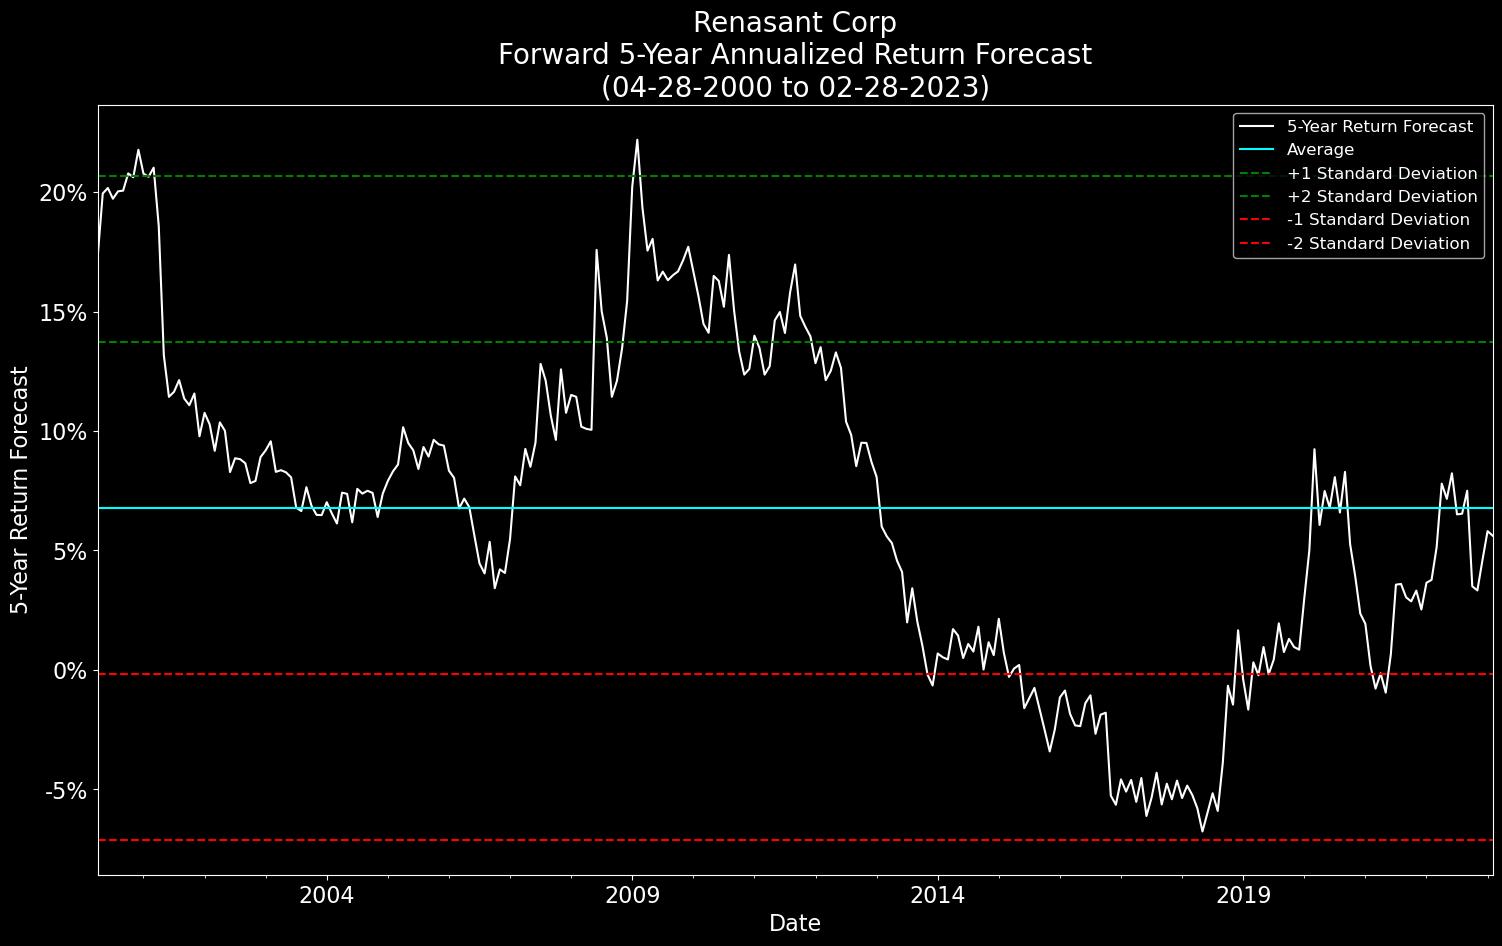 Renasant Corp
Forward 5-Year Annualized Return Forecast
(04-28-2000 to 02-28-2023)
5-Year Return Forecast
Average
+1 Standard Deviation
+2 Standard Deviation
-1 Standard Deviation
-2 Standard Deviation
20%
15%
10%
5%
0%
-5%
5-Year Return Forecast
2004
2009
2014
2019
Date